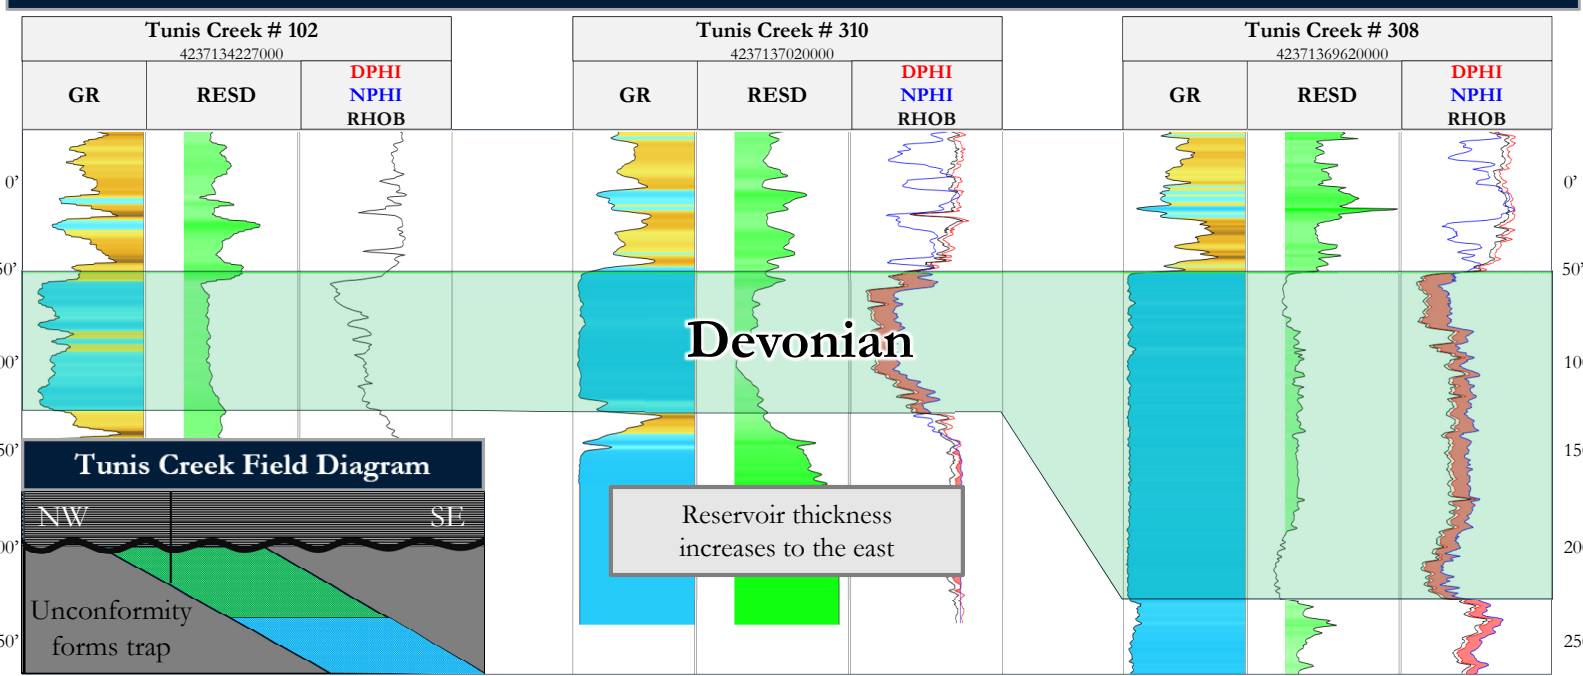 Tunis Creek # 102
4237134227000
GR
RESD
DPHI
NPHI
RHOB
Tunis Creek # 310
4237137020000
GR
RESD
DPHI
NPHI
RHOB
Tunis Creek # 308
42371369620000
GR
RESD
DPHI
NPHI
RHOB
0'
0'
50'
Devonian
Tunis Creek Field Diagram
NW
SE
Unconformity
forms trap
Reservoir thickness
increases to the east